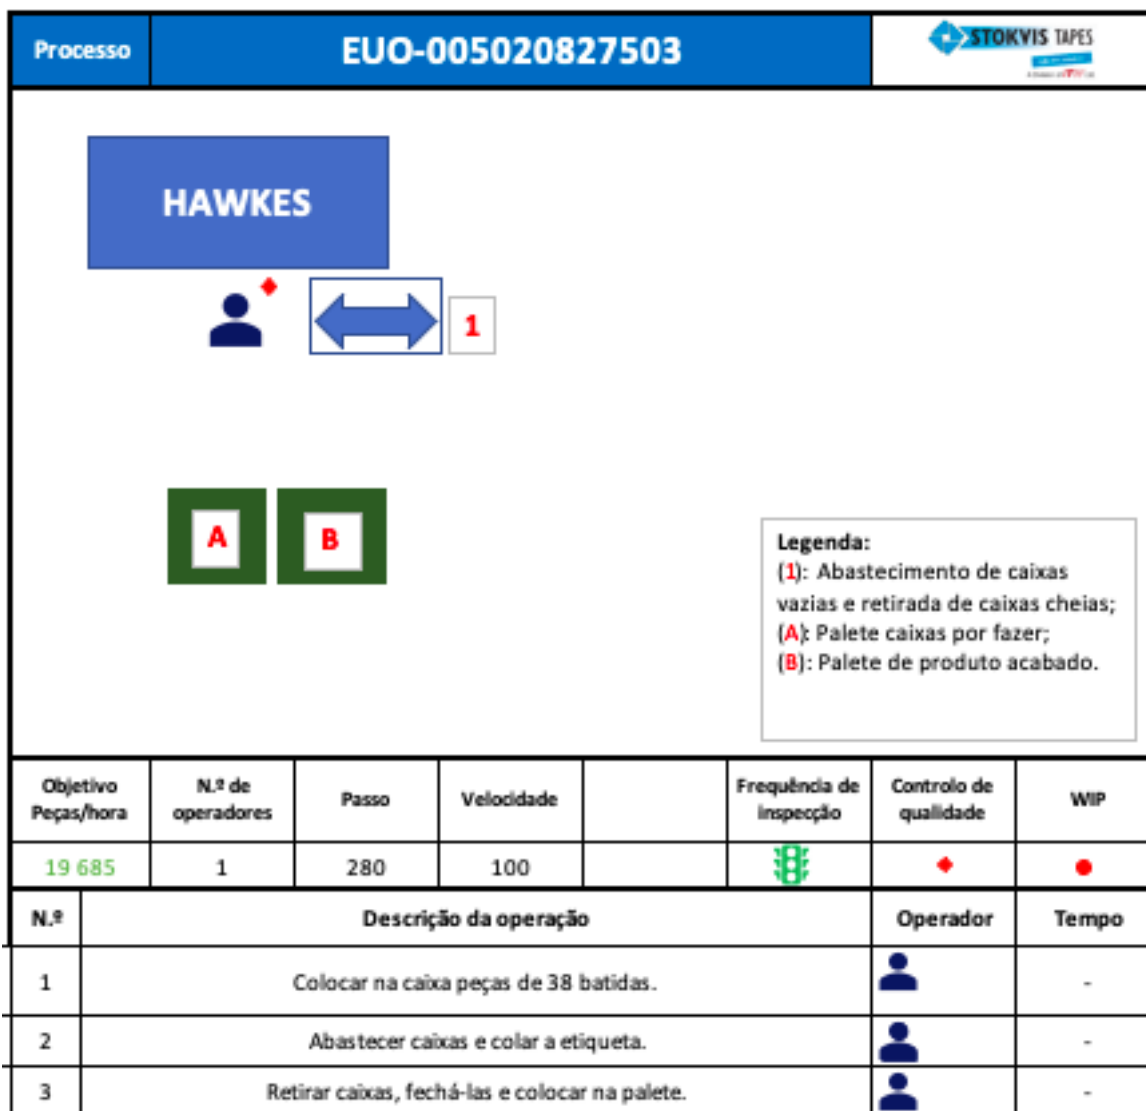 Processo
EUO-005020827503
STOKVIS TAPES
HAWKES
1
A
B
Legenda:
(1): Abastecimento de caixas
vazias e retirada de caixas cheias;
(A): Palete caixas por fazer;
(B): Palete de produto acabado.
Objetivo
Peças/hora
N.º de
operadores
Passo
Velocidade
Frequência de
inspecção
Controlo de
qualidade
WIP
19 685
1
280
100
N.º
Descrição da operação
Operador
Tempo
1
Colocar na caixa peças de 38 batidas.
-
2
Abastecer caixas e colar a etiqueta.
-
3
Retirar caixas, fechá-las e colocar na palete.
-